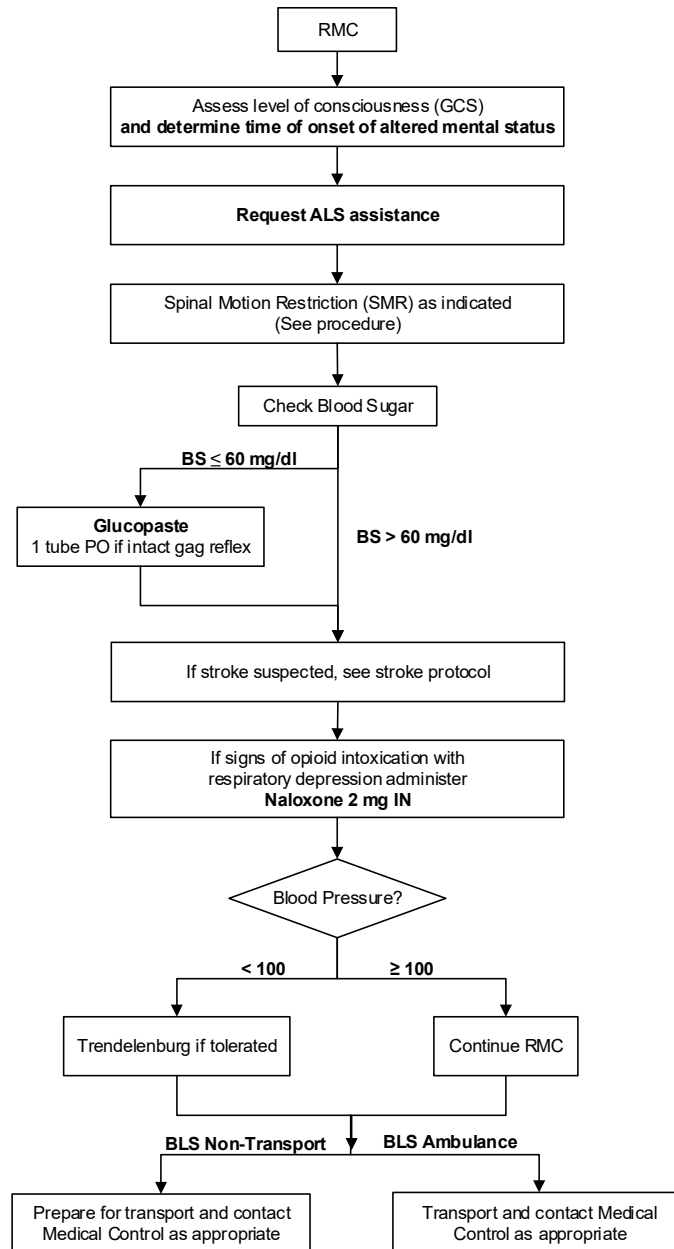 RMC
Assess level of consciousness (GCS)
and determine time of onset of altered mental status
Request ALS assistance
Spinal Motion Restriction (SMR) as indicated
(See procedure)
Check Blood Sugar
BS ≤ 60 mg/dl
Glucopaste
1 tube PO if intact gag reflex
BS > 60 mg/dl
If stroke suspected, see stroke protocol
If signs of opioid intoxication with
respiratory depression administer
Naloxone 2 mg IN
Blood Pressure?
< 100
≥ 100
Trendelenburg if tolerated
Continue RMC
BLS Non-Transport
BLS Ambulance
Prepare for transport and contact
Medical Control as appropriate
Transport and contact Medical
Control as appropriate